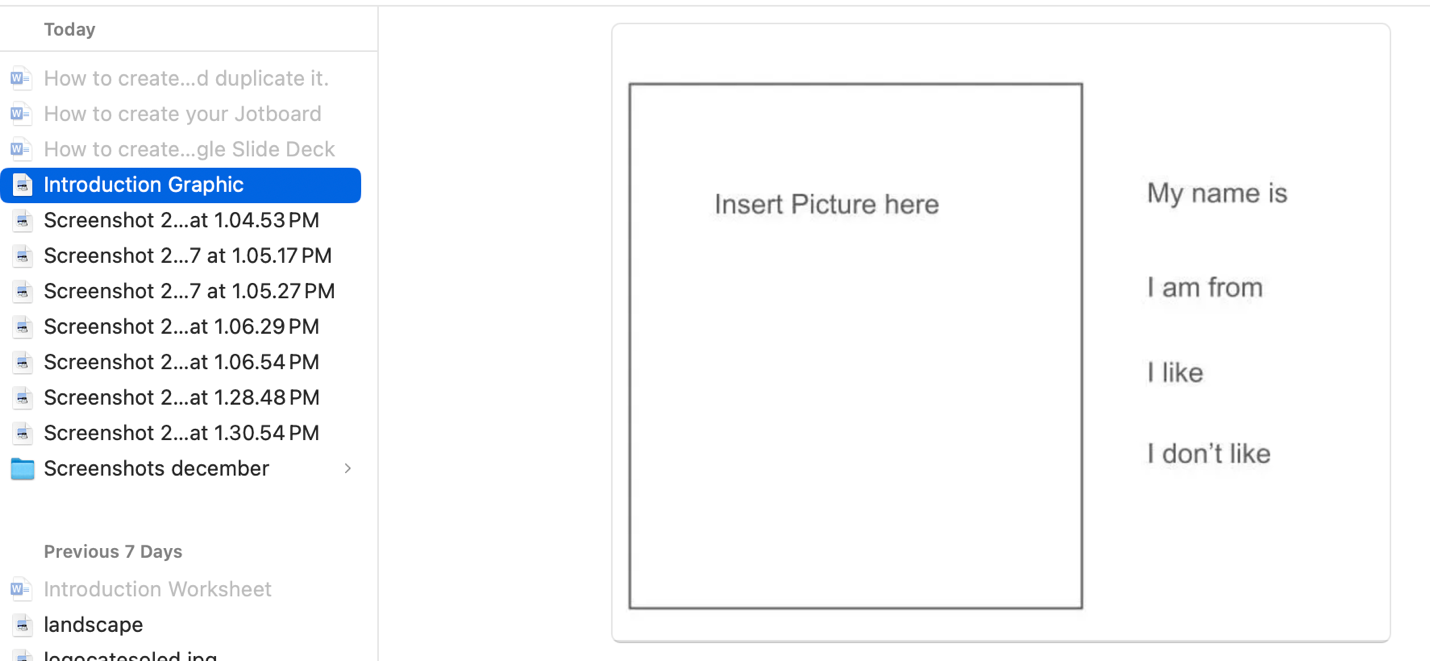 Today
How to create...d duplicate it.
How to create your Jotboard
How to create...gle Slide Deck
Introduction Graphic
Screenshot 2...at 1.04.53 PM
Screenshot 2...7 at 1.05.17 PM
Screenshot 2...7 at 1.05.27 PM
Screenshot 2...at 1.06.29 PM
Screenshot 2...at 1.06.54 PM
Screenshot 2...at 1.28.48 PM
Screenshot 2...at 1.30.54 PM
Screenshots december
Previous 7 Days
Introduction Worksheet
landscape
logocatesoled.jpg
Insert Picture here
My name is
I am from
I like
I don’t like